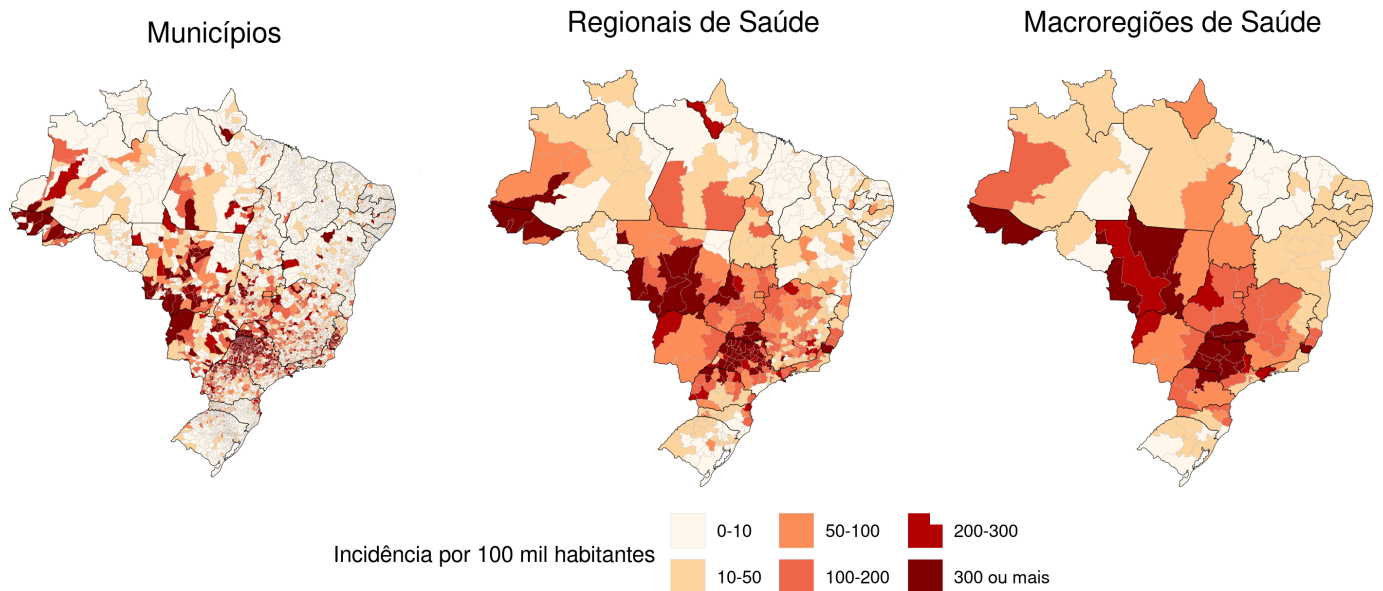 Municípios
Regionais de Saúde
Macroregiões de Saúde
Incidência por 100 mil habitantes
0-10
50-100
200-300
10-50
100-200
300 ou mais